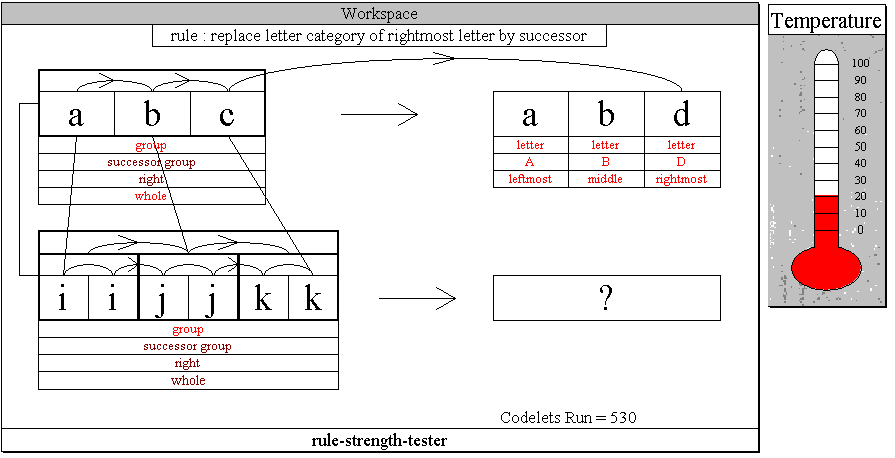 Workspace
rule : replace letter category of rightmost letter by successor
Temperature
100
90
80
70
60
50
40
30
20
10
0
a b c
a b d
group
successor group
right
whole
letter letter letter
A B D
leftmost middle rightmost
i i j j k k
?
group
successor group
right
whole
Codelets Run = 530
rule-strength-tester